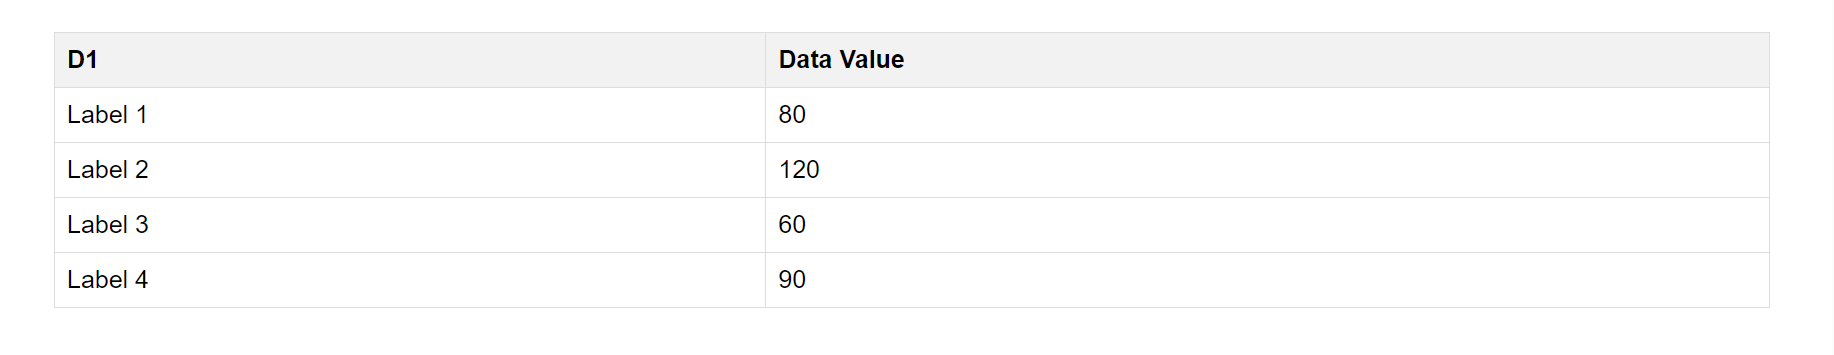 D1 Data Value
Label 1 80
Label 2 120
Label 3 60
Label 4 90